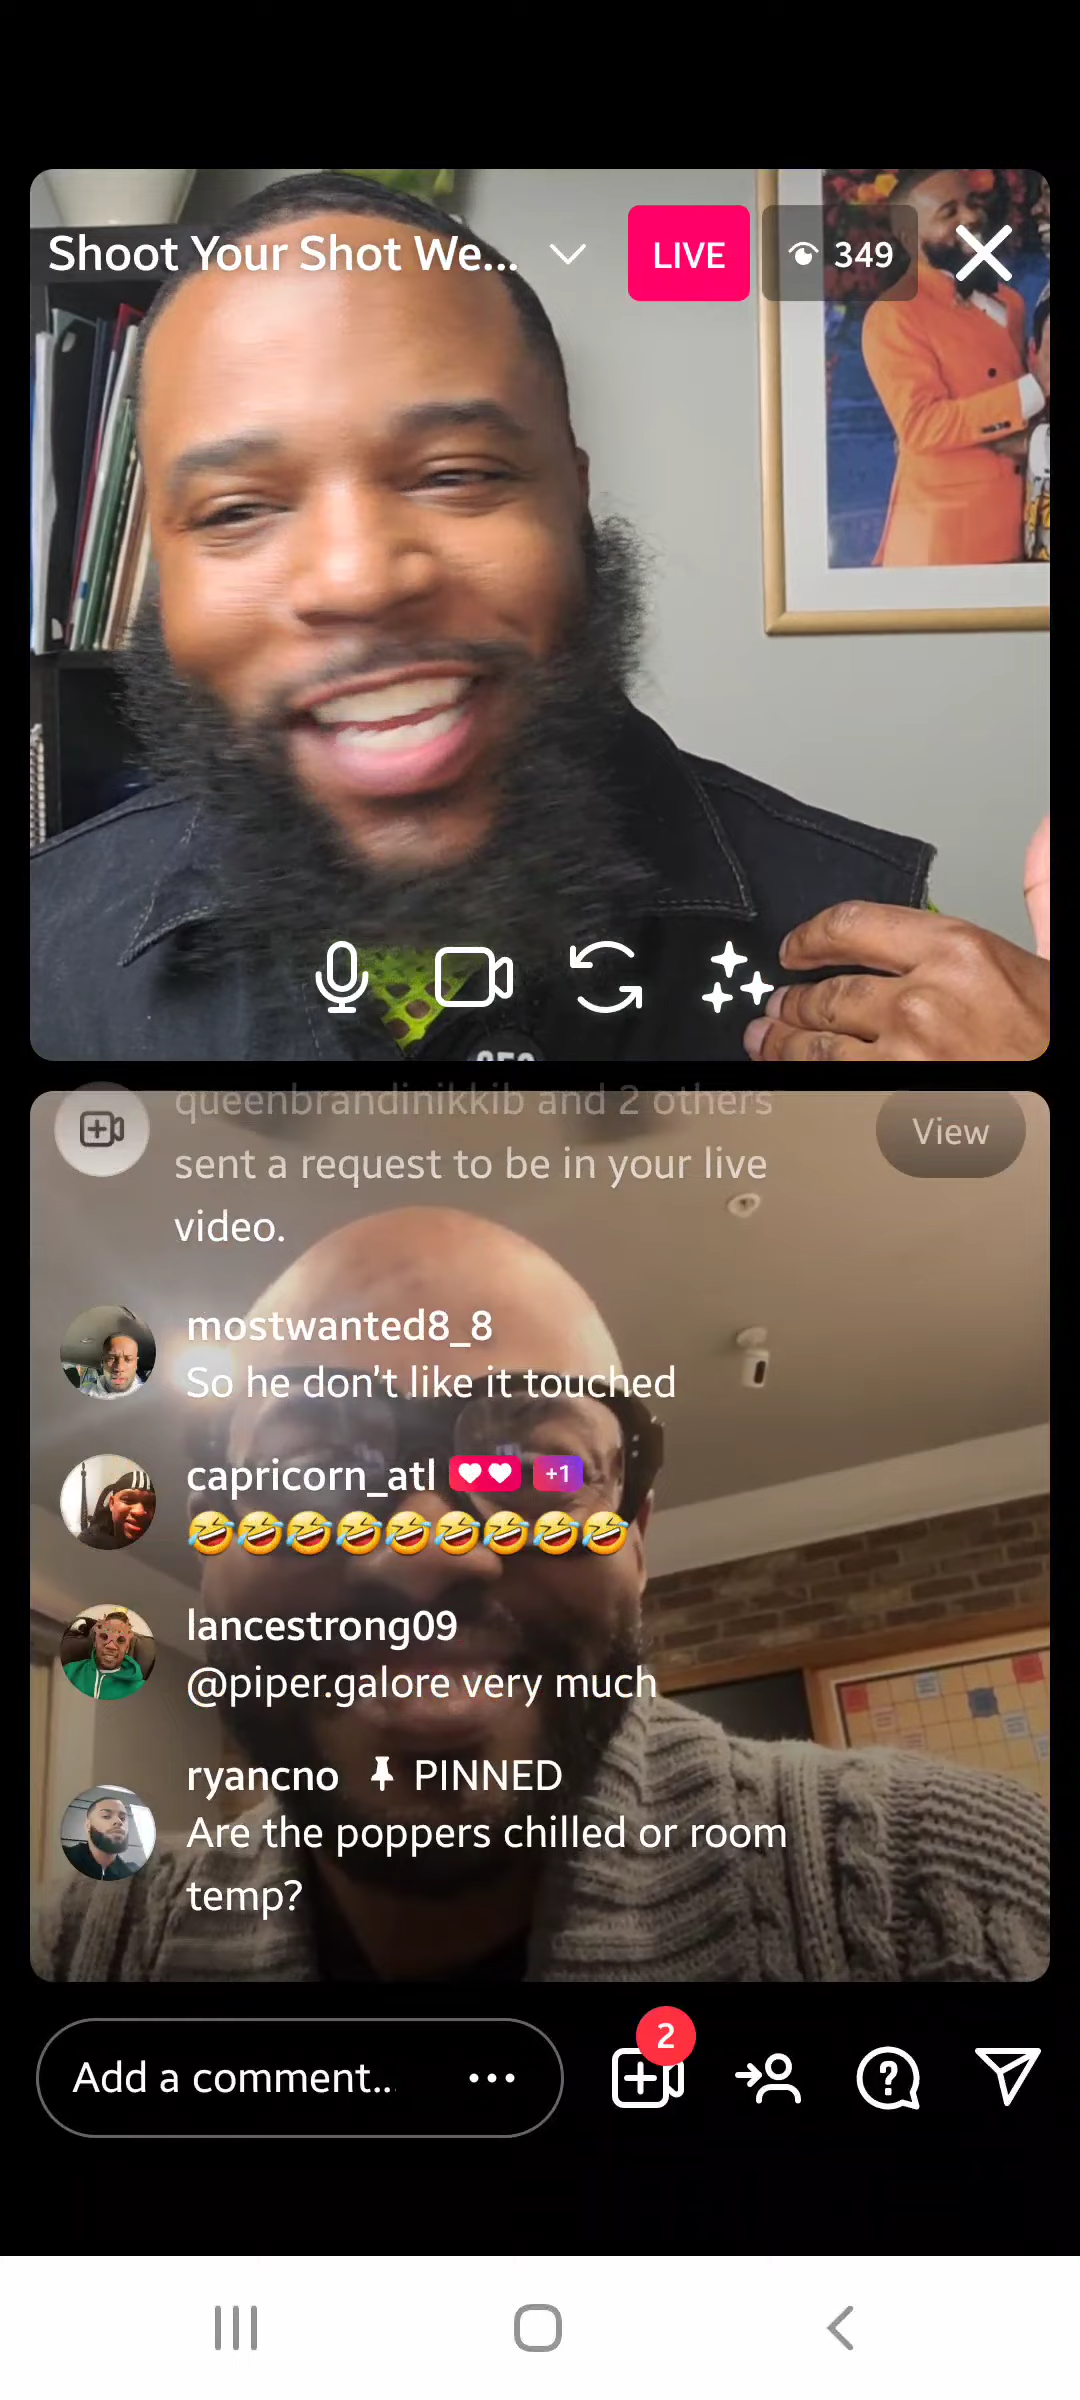 Shoot Your Shot We...
LIVE
349
queenbrandinikkib and 2 others
sent a request to be in your live
video.
View
mostwanted8_8
So he don't like it touched
capricorn_atl +1
🤣🤣🤣🤣🤣🤣🤣🤣🤣
lancestrong09
@piper.galore very much
ryancno PINNED
Are the poppers chilled or room
temp?
2
Add a comment...